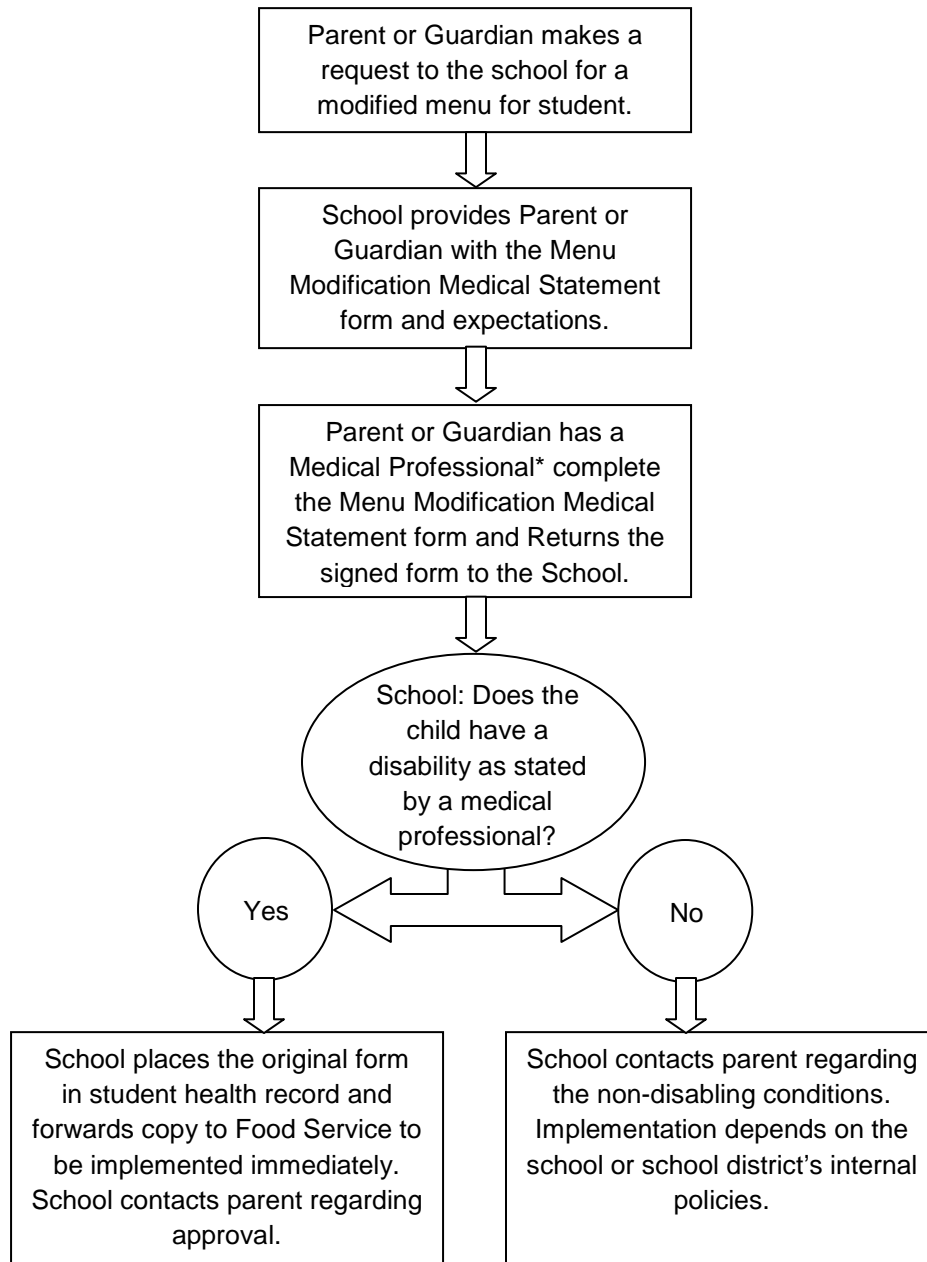 Parent or Guardian makes a
request to the school for a
modified menu for student.
School provides Parent or
Guardian with the Menu
Modification Medical Statement
form and expectations.
Parent or Guardian has a
Medical Professional* complete
the Menu Modification Medical
Statement form and Returns the
signed form to the School.
School: Does the
child have a
disability as stated
by a medical
professional?
Yes
No
School places the original form
in student health record and
forwards copy to Food Service to
be implemented immediately.
School contacts parent regarding
approval.
School contacts parent regarding
the non-disabling conditions.
Implementation depends on the
school or school district's internal
policies.